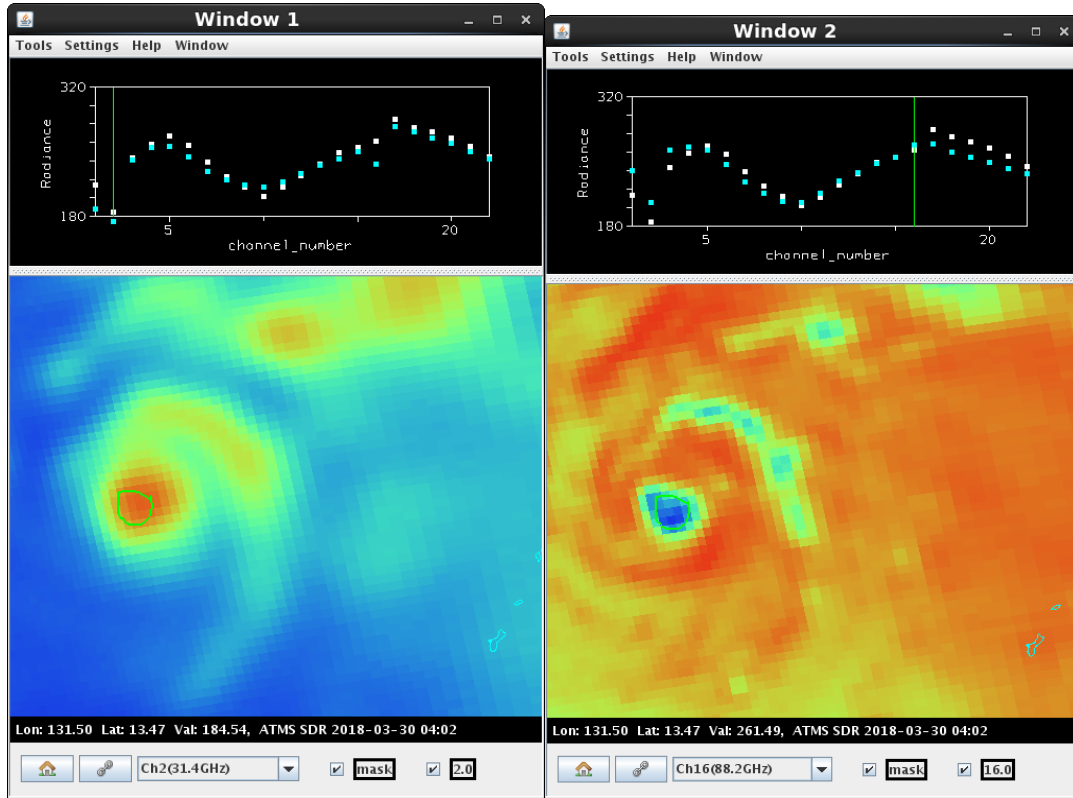 Window 1
Tools Settings Help Window
320
Radiance
180
5
20
channel_number
Lon: 131.50 Lat: 13.47 Val: 184.54, ATMS SDR 2018-03-30 04:02
Ch2(31.4GHz)
mask
2.0
Window 2
Tools Settings Help Window
320
Radiance
180
5
20
channel_number
Lon: 131.50 Lat: 13.47 Val: 261.49, ATMS SDR 2018-03-30 04:02
Ch16(88.2GHz)
mask
16.0